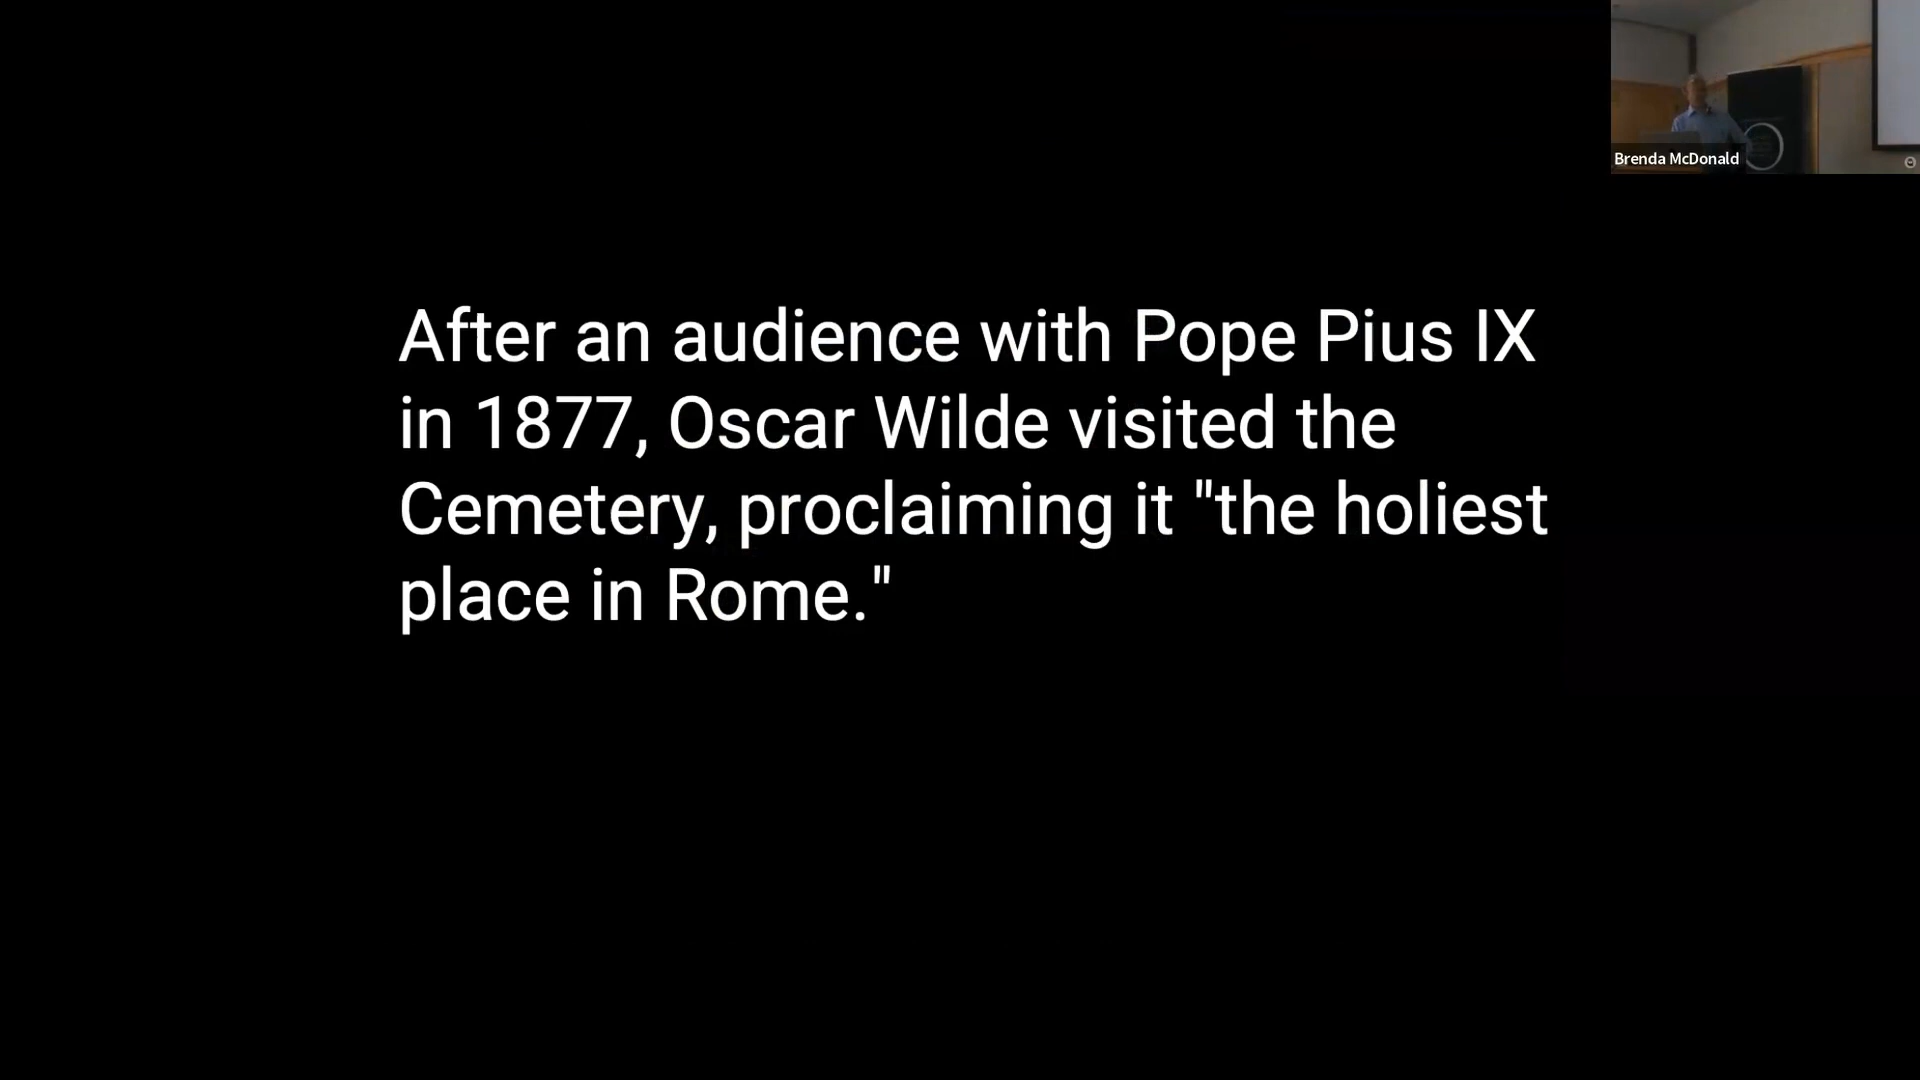 Brenda McDonald
After an audience with Pope Pius IX
in 1877, Oscar Wilde visited the
Cemetery, proclaiming it "the holiest
place in Rome."